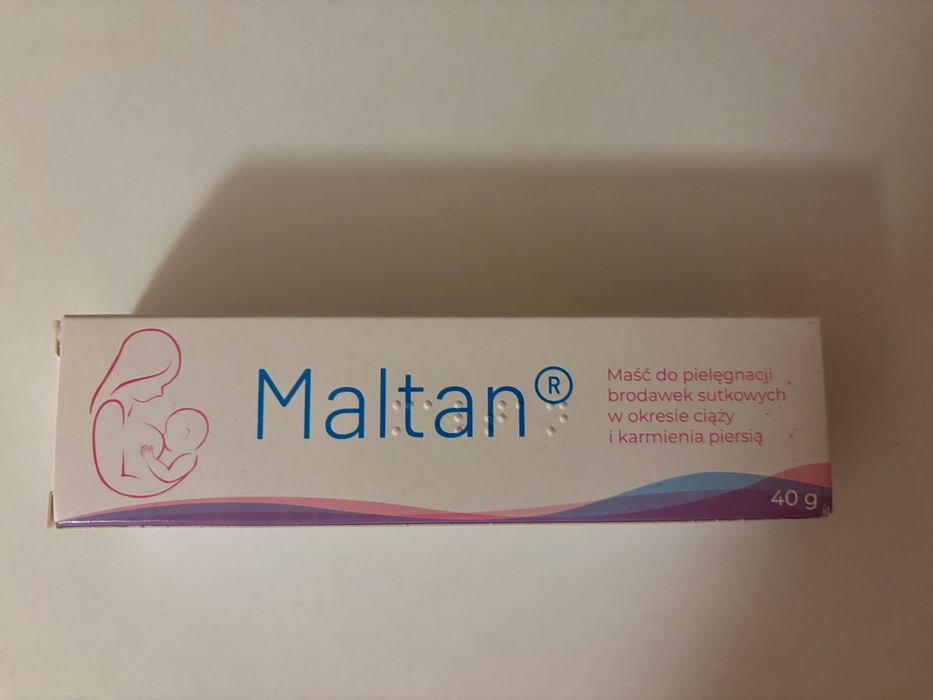 Maltan®
Maść do pielęgnacji
brodawek sutkowych
w okresie ciąży
i karmienia piersią
40 g